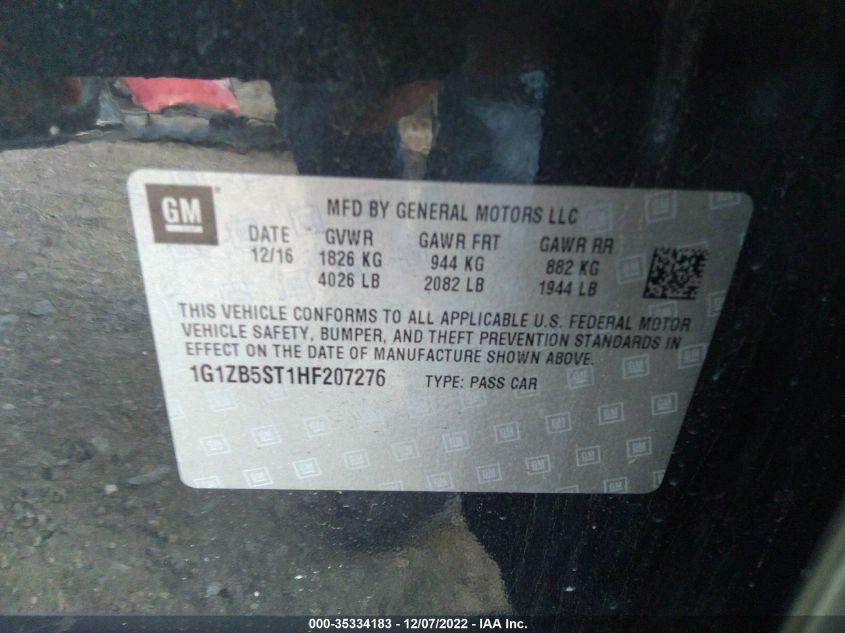 GM ®
MFD BY GENERAL MOTORS LLC
DATE GVWR GAWR FRT GAWR RR
12/16 1826 KG 944 KG 882 KG
4026 LB 2082 LB 1944 LB
THIS VEHICLE CONFORMS TO ALL APPLICABLE U.S. FEDERAL MOTOR
VEHICLE SAFETY, BUMPER, AND THEFT PREVENTION STANDARDS IN
EFFECT ON THE DATE OF MANUFACTURE SHOWN ABOVE.
1G1ZB5ST1HF207276 TYPE: PASS CAR
000-35334183 - 12/07/2022 - IAA Inc.